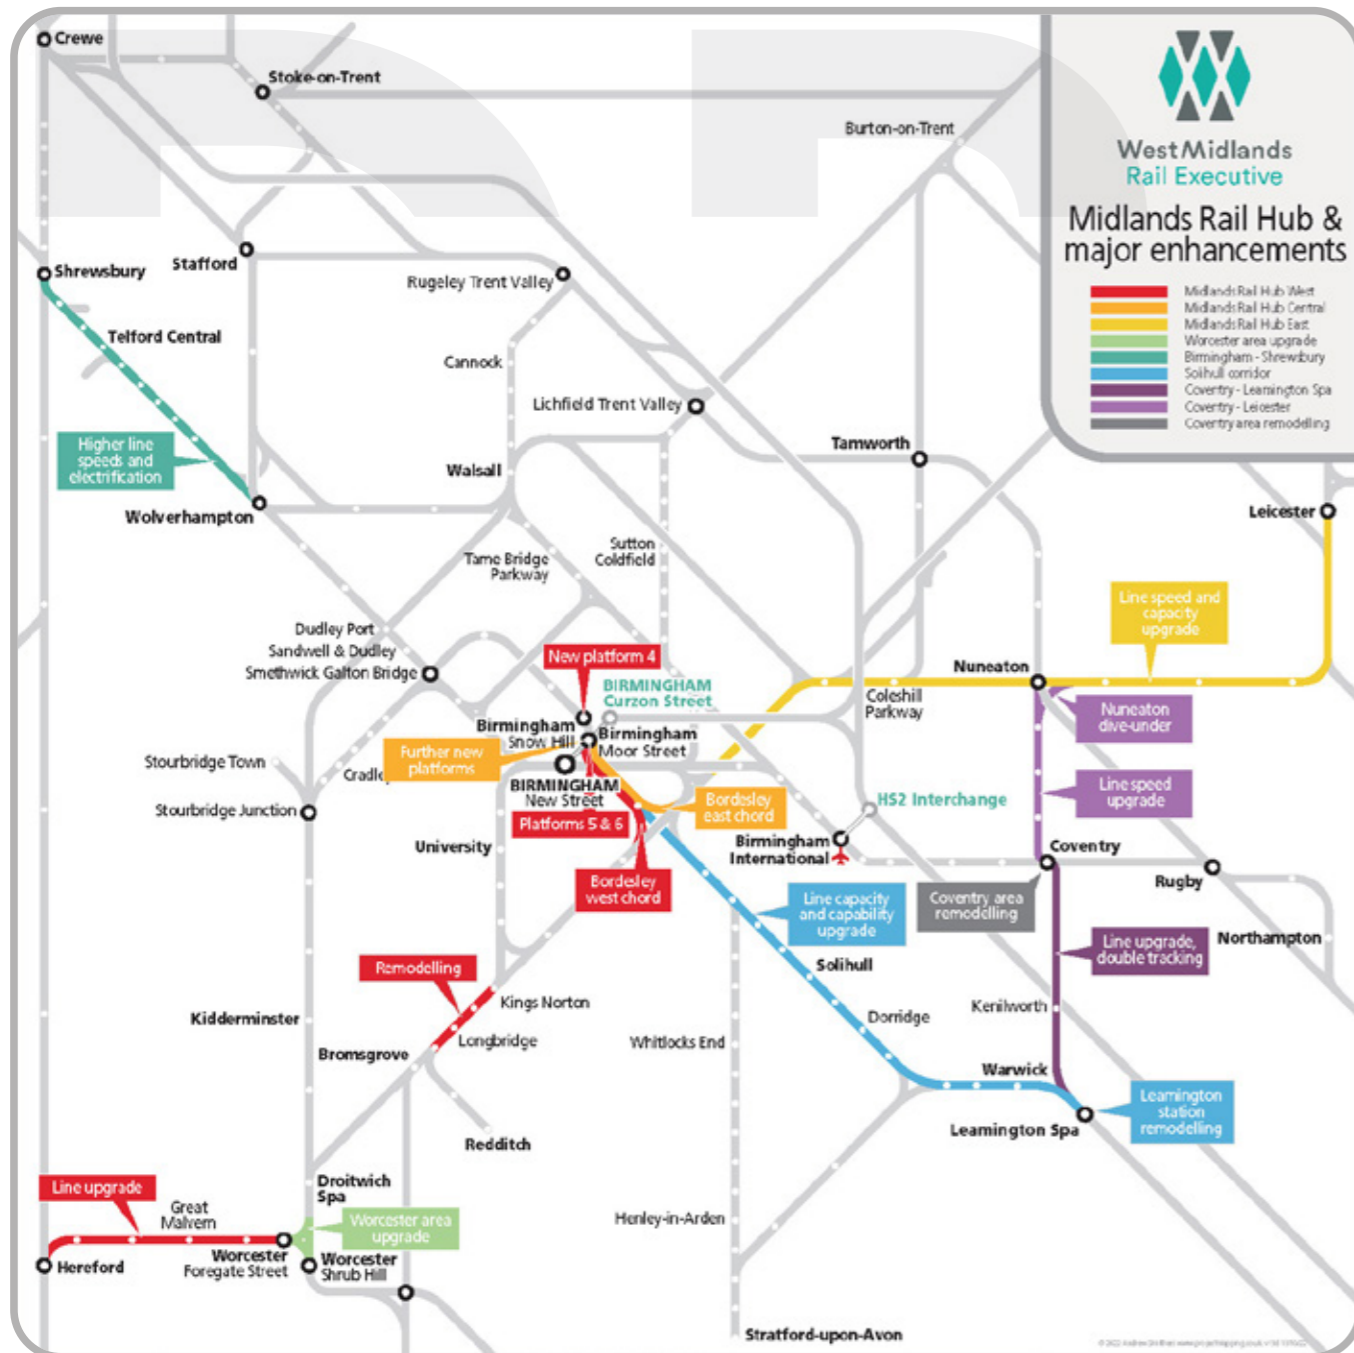 Crewe
Stoke-on-Trent
Burton-on-Trent
West Midlands
Rail Executive
Midlands Rail Hub &
major enhancements
Midlands Rail Hub West
Midlands Rail Hub Central
Midlands Rail Hub East
Worcester area upgrade
Birmingham - Shrewsbury
Solihull corridor
Coventry - Leamington Spa
Coventry - Leicester
Coventry area remodelling
Shrewsbury
Stafford
Rugeley Trent Valley
Telford Central
Cannock
Lichfield Trent Valley
Tamworth
Higher line
speeds and
electrification
Walsall
Wolverhampton
Leicester
Tame Bridge
Parkway
Sutton
Coldfield
Line speed and
capacity
upgrade
Dudley Port
Sandwell & Dudley
Smethwick Galton Bridge
New platform 4
BIRMINGHAM
Curzon Street
Nuneaton
Coleshill
Parkway
Nuneaton
dive-under
Birmingham
Snow Hill
Birmingham
Moor Street
Further new
platforms
Stourbridge Town
Cradle
BIRMINGHAM
New Street
Line speed
upgrade
Bordesley
east chord
HS2 Interchange
Stourbridge Junction
Platforms 5 & 6
University
Birmingham
International
Coventry
Rugby
Bordesley
west chord
Line capacity
and capability
upgrade
Coventry area
remodelling
Line upgrade,
double tracking
Northampton
Remodelling
Solihull
Kings Norton
Kenilworth
Dorridge
Kidderminster
Longbridge
Whitlocks End
Bromsgrove
Warwick
Leamington
station
remodelling
Leamington Spa
Redditch
Line upgrade
Droitwich
Spa
Great
Malvern
Worcester area
upgrade
Henley-in-Arden
Hereford
Worcester
Foregate Street
Worcester
Shrub Hill
Stratford-upon-Avon